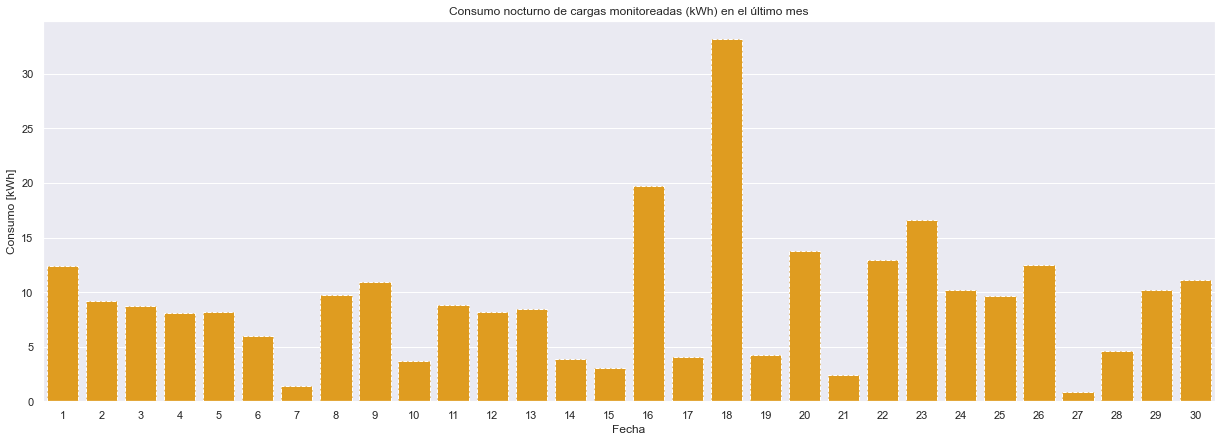 Consumo nocturno de cargas monitoreadas (kWh) en el último mes
Consumo [kWh]
30
25
20
15
10
5
0
1 2 3 4 5 6 7 8 9 10 11 12 13 14 15 16 17 18 19 20 21 22 23 24 25 26 27 28 29 30
Fecha